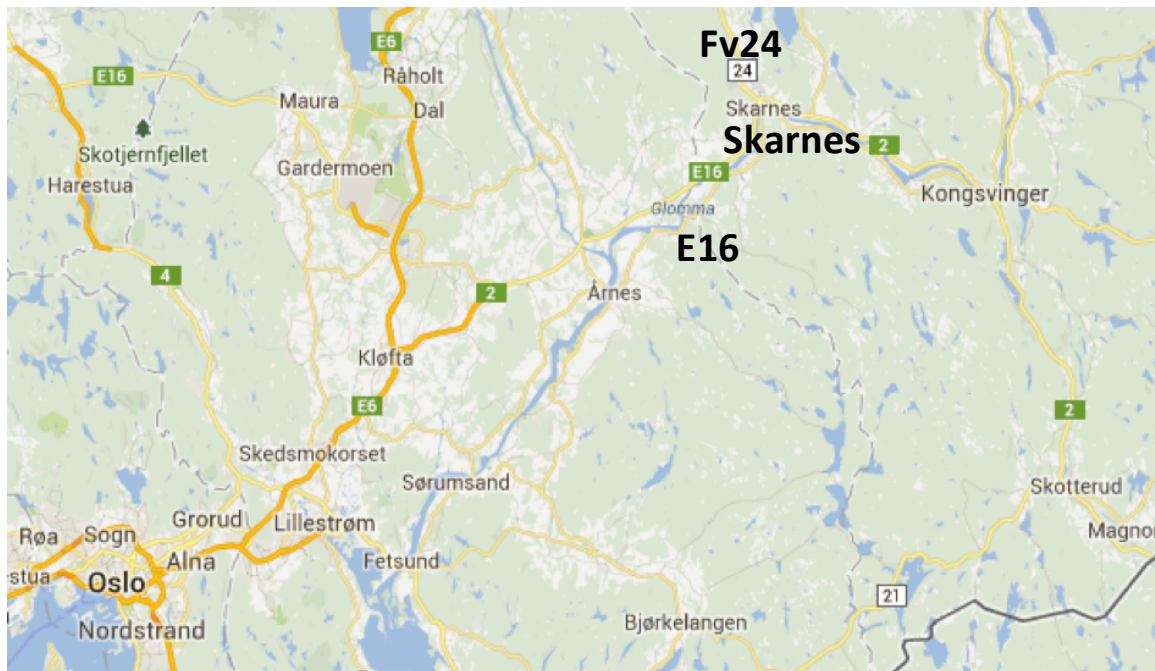 Fv24
E6
24
Råholt
E16
Maura
Dal
Skarnes
Skarnes
2
Skotjernfjellet
Gardermoen
E16
Harestua
Kongsvinger
Glomma
E16
4
2
Årnes
Kløfta
E6
2
Skedsmokorset
Sørumsand
Skotterud
Grorud
Lillestrøm
Røa
Sogn
Magnor
Alna
Fetsund
estua
Oslo
21
Nordstrand
Bjørkelangen